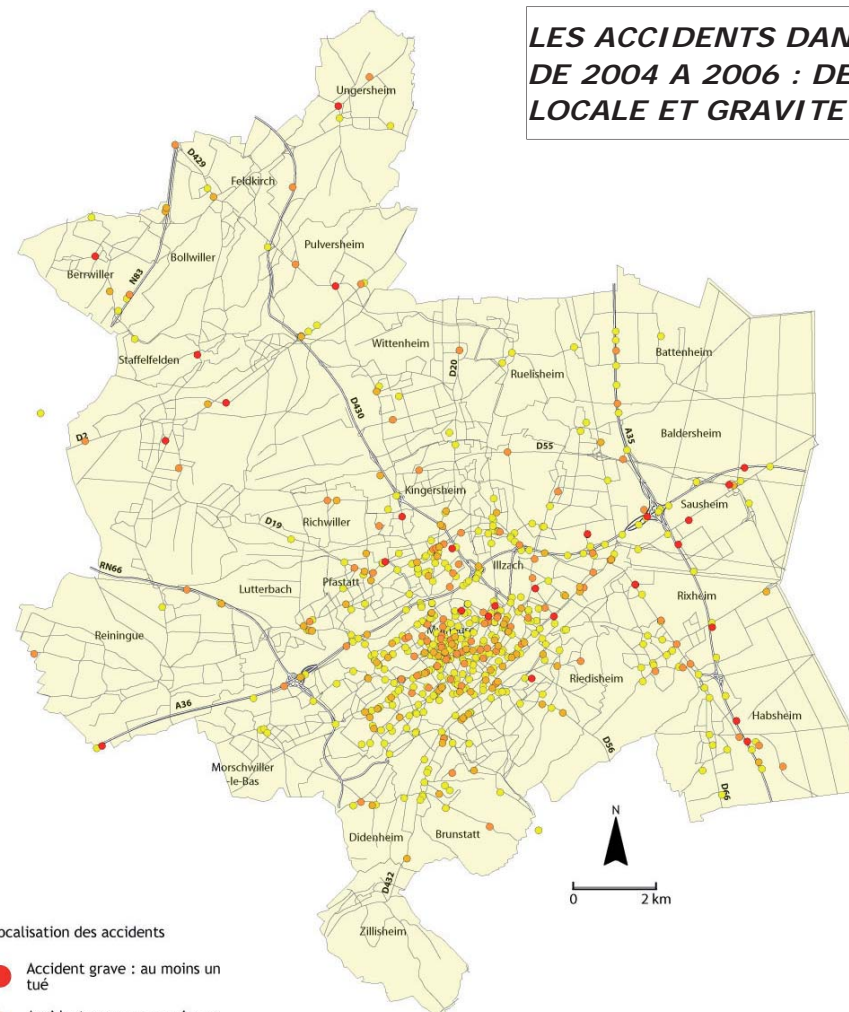 LES ACCIDENTS DAN
DE 2004 A 2006 : DE
LOCALE ET GRAVITE
Ungersheim
D429
Feldkirch
Pulversheim
Berrwiller
Bollwiller
N83
Staffelfelden
Wittenheim
D20
Ruelisheim
Battenheim
D430
A35
D2
D55
Baldersheim
Kingersheim
Sausheim
D19
Richwiller
RN66
Illzach
Lutterbach
Pfastatt
Rixheim
Reiningue
Riedisheim
A36
Habsheim
D56
Morschwiller
-le-Bas
D66
N
Didenheim
Brunstatt
D432
0 2 km
Zillisheim
ocalisation des accidents
Accident grave : au moins un
tué